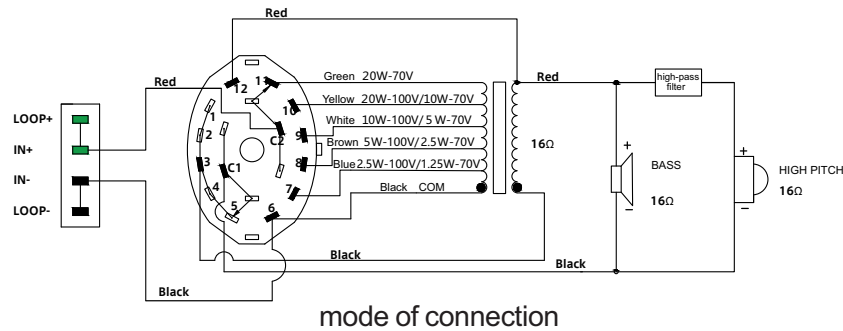 Red
Red
Green 20W-70V
Yellow 20W-100V/10W-70V
White 10W-100V/ 5 W-70V
Brown 5W-100V/2.5W-70V
Blue2.5W-100V/1.25W-70V
Black COM
Red
high-pass
filter
LOOP+
IN+
IN-
LOOP-
12
11
10
9
8
7
6
5
4
3
2
1
C1
C2
16Ω
+
BASS
16Ω
−
+
HIGH PITCH
16Ω
−
Black
Black
Black
mode of connection